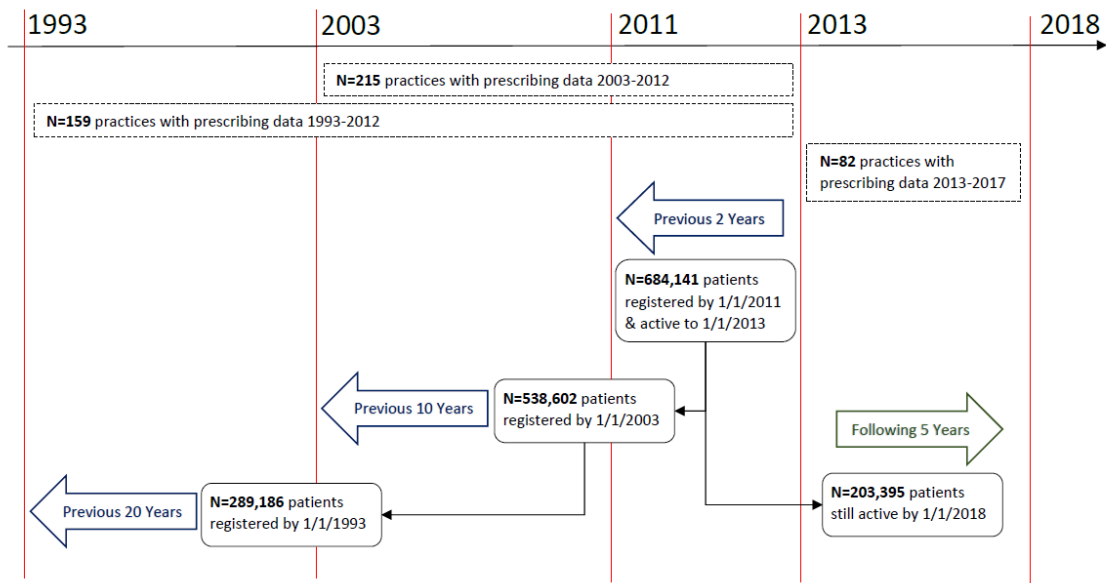 1993
2003
2011
2013
2018
N=215 practices with prescribing data 2003-2012
N=159 practices with prescribing data 1993-2012
N=82 practices with
prescribing data 2013-2017
Previous 2 Years
N=684,141 patients
registered by 1/1/2011
& active to 1/1/2013
Previous 10 Years
N=538,602 patients
registered by 1/1/2003
Following 5 Years
Previous 20 Years
N=289,186 patients
registered by 1/1/1993
N=203,395 patients
still active by 1/1/2018